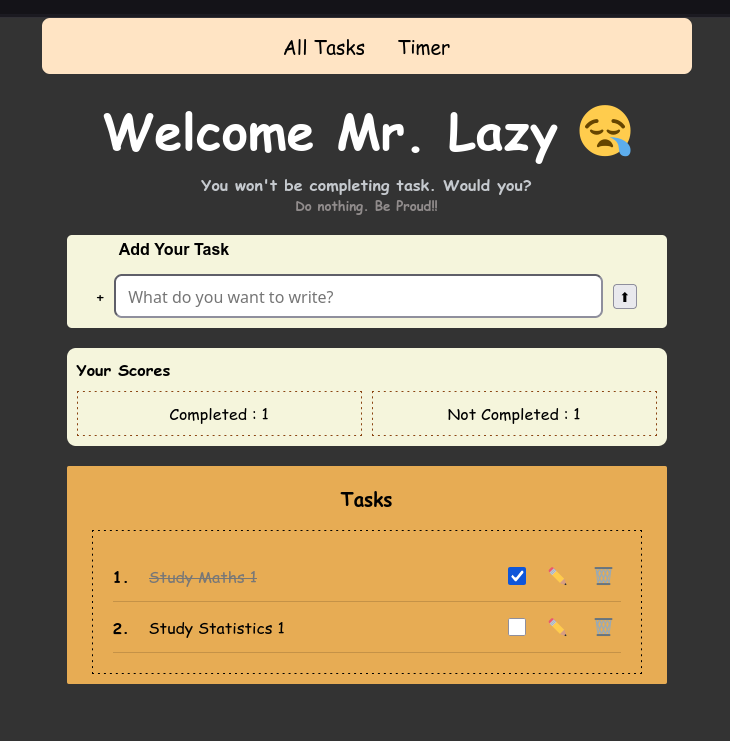 All Tasks Timer
Welcome Mr. Lazy 😪
You won't be completing task. Would you?
Do nothing. Be Proud!!
Add Your Task
+ What do you want to write? ⬆
Your Scores
Completed : 1 Not Completed : 1
Tasks
1. Study Maths 1
2. Study Statistics 1